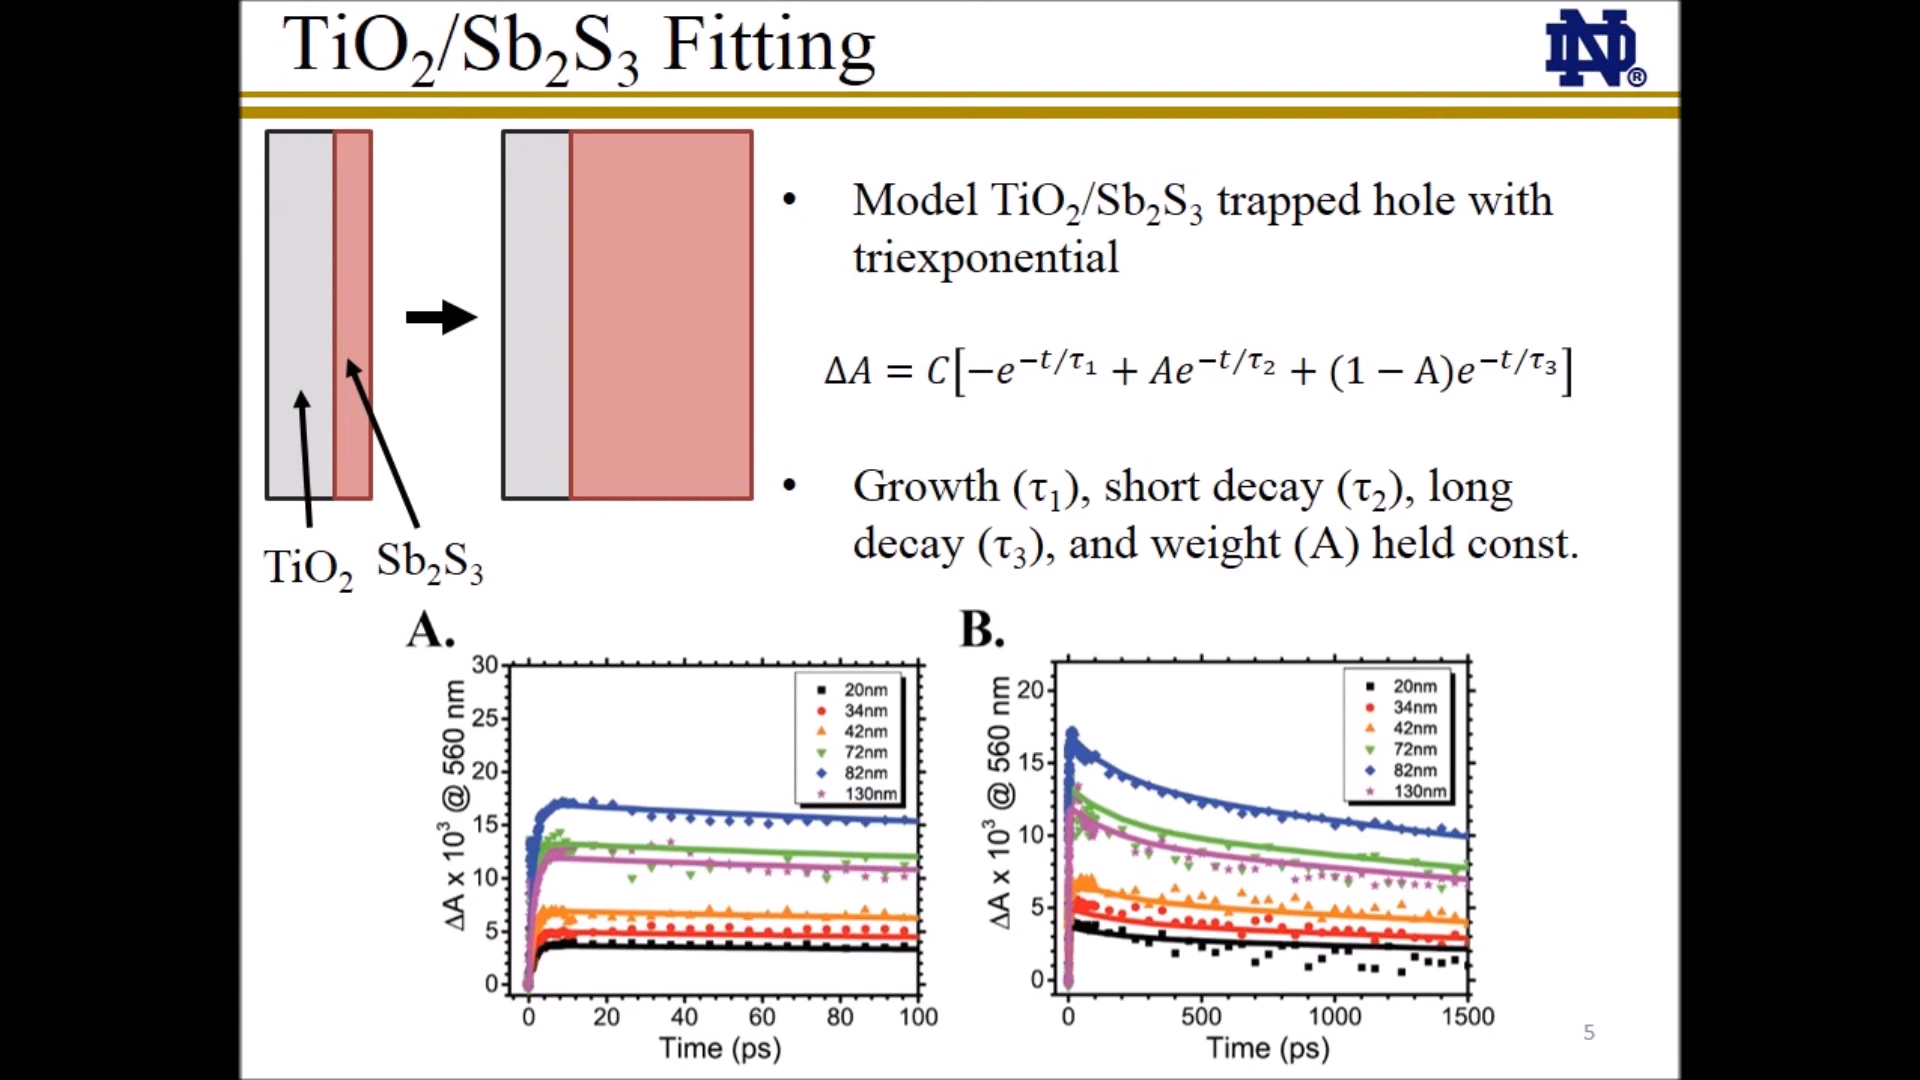 TiO₂/Sb₂S₃ Fitting
ND®
• Model TiO₂/Sb₂S₃ trapped hole with
triexponential
ΔA = C[−e^{−t/τ₁} + Ae^{−t/τ₂} + (1 − A)e^{−t/τ₃}]
• Growth (τ₁), short decay (τ₂), long
decay (τ₃), and weight (A) held const.
TiO₂ Sb₂S₃
A.
30
25
20
15
10
5
0
ΔA x 10³ @ 560 nm
20nm
34nm
42nm
72nm
82nm
130nm
0 20 40 60 80 100
Time (ps)
B.
20
15
10
5
0
ΔA x 10³ @ 560 nm
20nm
34nm
42nm
72nm
82nm
130nm
0 500 1000 1500
Time (ps)
5